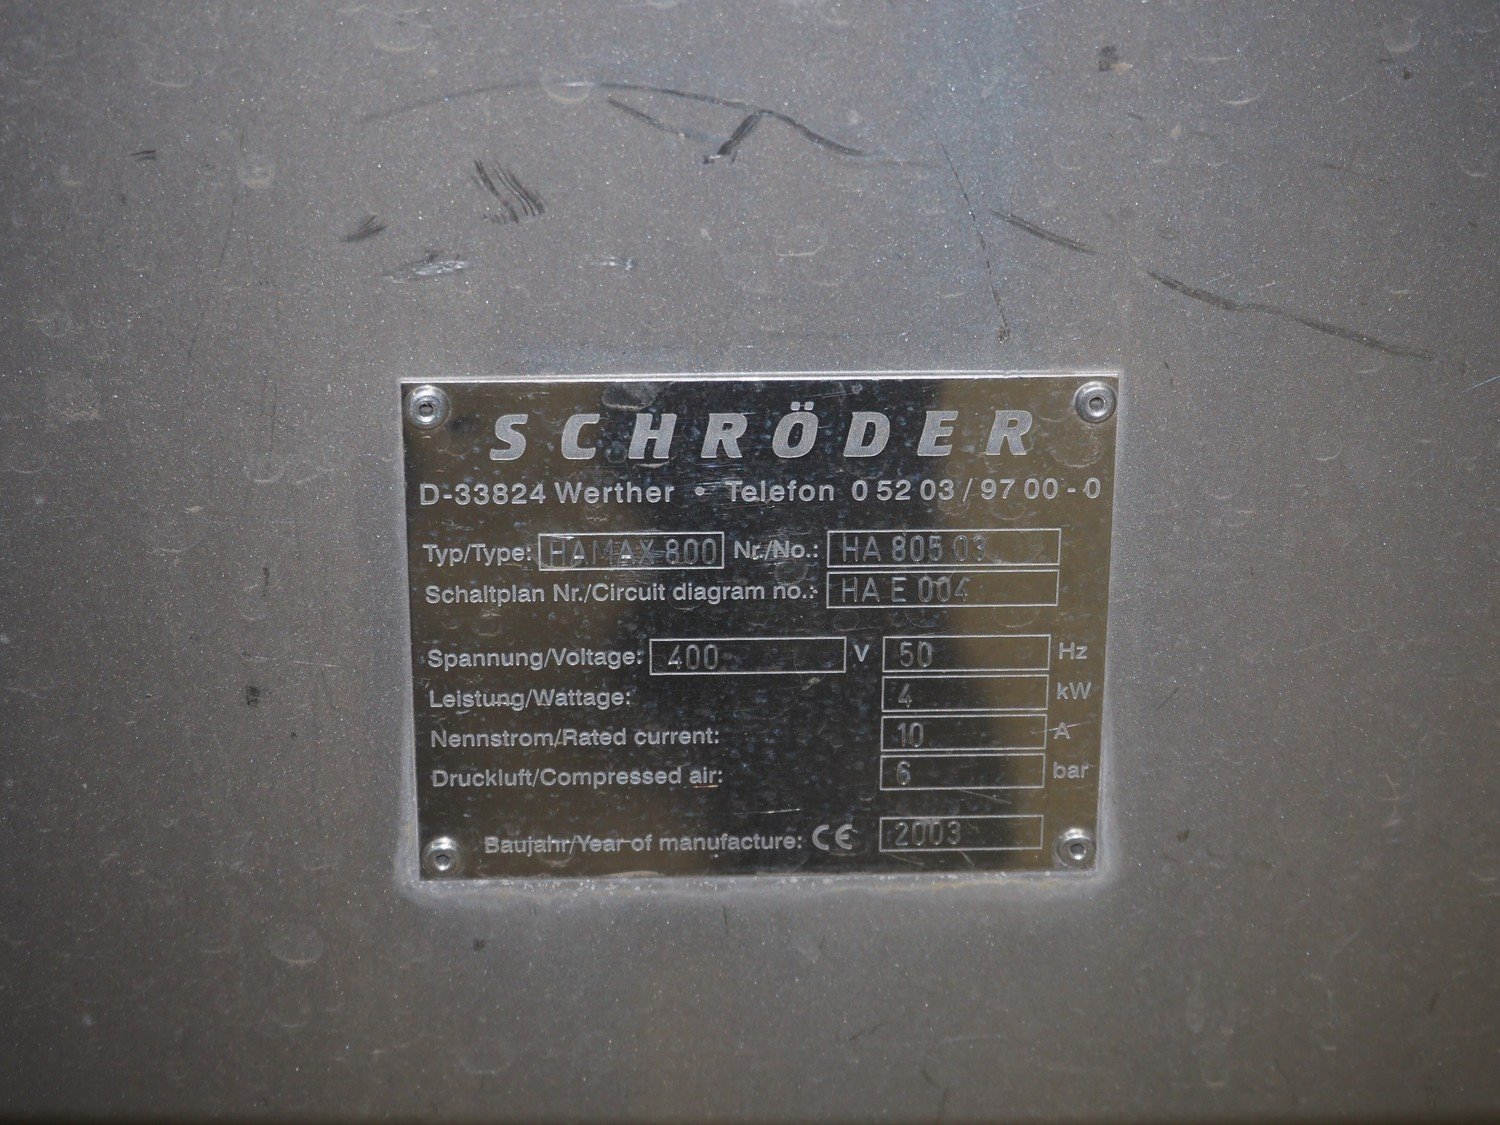 SCHRÖDER
D-33824 Werther • Telefon 0 52 03 / 97 00 - 0
Typ/Type: HAMAX 800 Nr./No.: HA 805 03
Schaltplan Nr./Circuit diagram no.: HA E 004
Spannung/Voltage: 400 V 50 Hz
Leistung/Wattage: 4 kW
Nennstrom/Rated current: 10 A
Druckluft/Compressed air: 6 bar
Baujahr/Year of manufacture: CE 2003